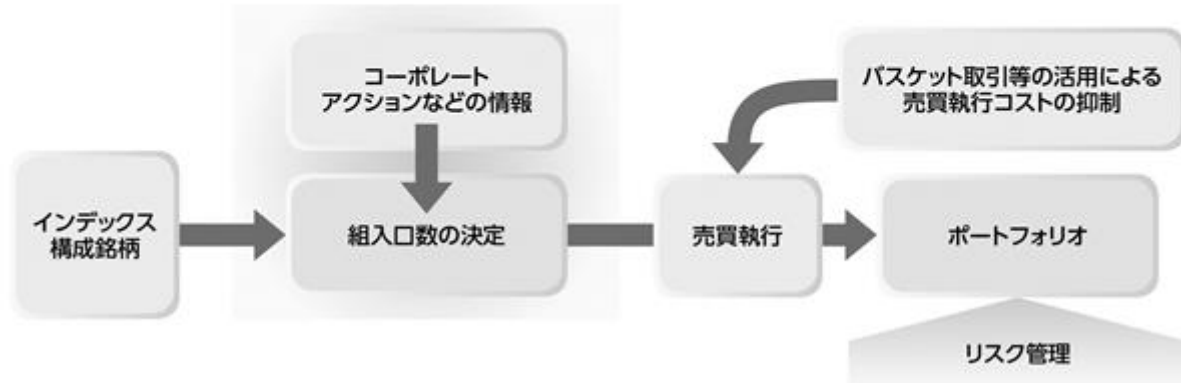 コーポレート
アクションなどの情報
バスケット取引等の活用による
売買執行コストの抑制
インデックス
構成銘柄
組入口数の決定
売買執行
ポートフォリオ
リスク管理